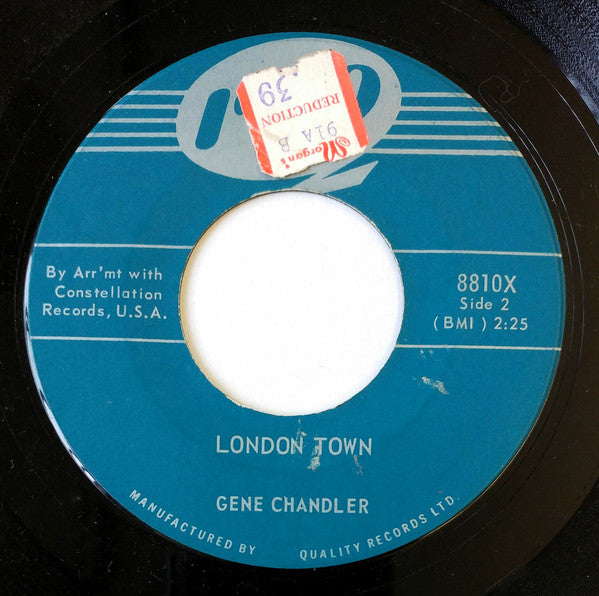 Morgan's
91A B
REDUCTION
.39
By Arr'mt with
Constellation
Records, U.S.A.
8810X
Side 2
( BMI ) 2:25
LONDON TOWN
GENE CHANDLER
MANUFACTURED BY QUALITY RECORDS LTD.